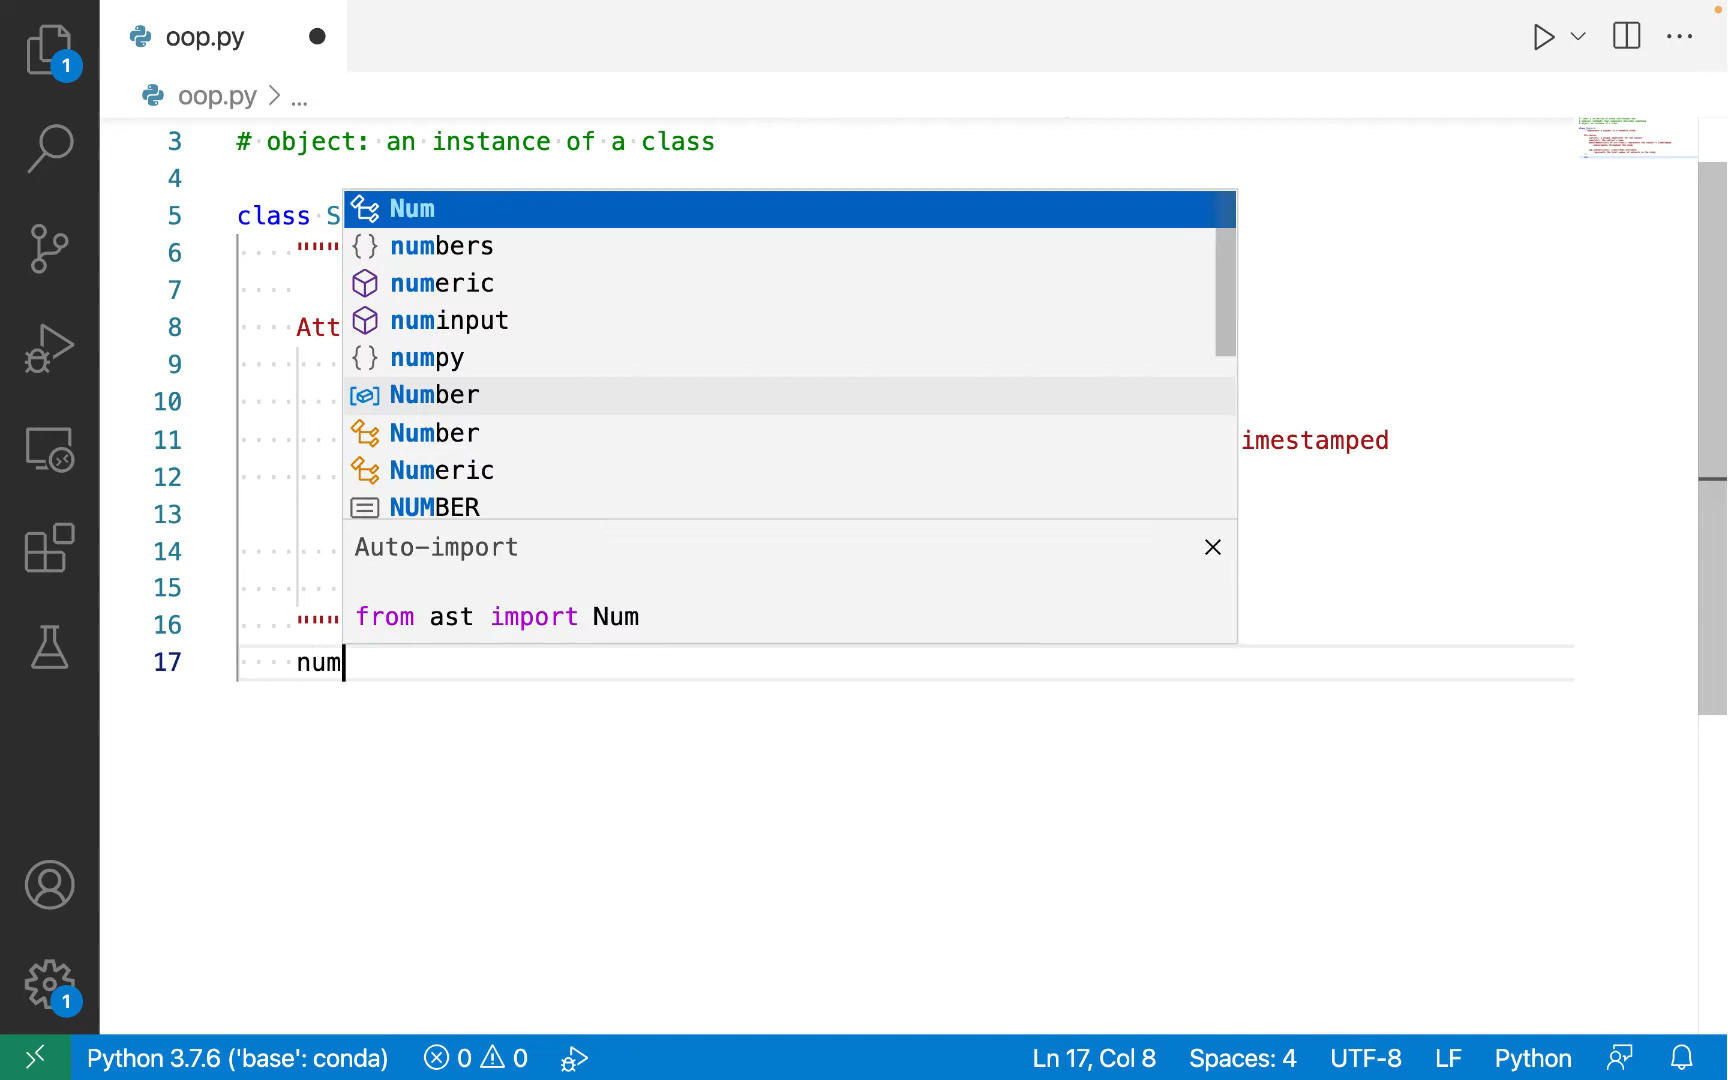 1
oop.py
oop.py > ...
3 # object: an instance of a class
4
5 class S
6 """
7
8 Att
9
10
11 imestamped
12
13
14
15
16 """
17 num
Num
numbers
numeric
numinput
numpy
Number
Number
Numeric
NUMBER
Auto-import
from ast import Num
1
Python 3.7.6 ('base': conda) 0 0 Ln 17, Col 8 Spaces: 4 UTF-8 LF Python